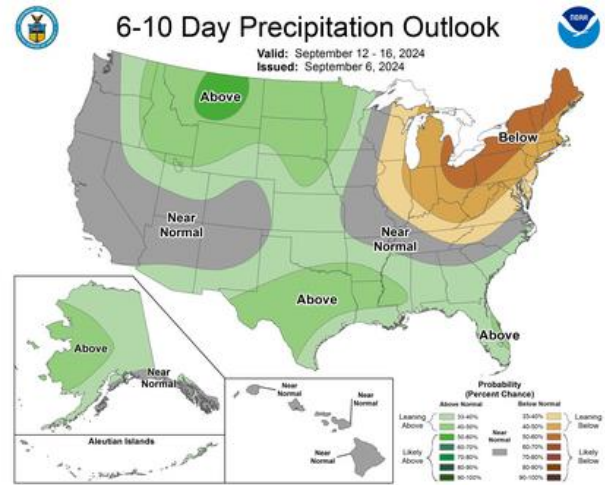 6-10 Day Precipitation Outlook
NOAA
Valid: September 12 - 16, 2024
Issued: September 6, 2024
Above
Below
Near
Normal
Near
Normal
Above
Above
Above
Near
Normal
Aleutian Islands
Near
Normal
Near
Normal
Near
Normal
Probability
(Percent Chance)
Above Normal
Below Normal
Leaning
Above
33-40%
40-50%
50-60%
60-70%
70-80%
80-90%
90-100%
Likely
Above
Near
Normal
33-40%
40-50%
50-60%
60-70%
70-80%
80-90%
90-100%
Leaning
Below
Likely
Below